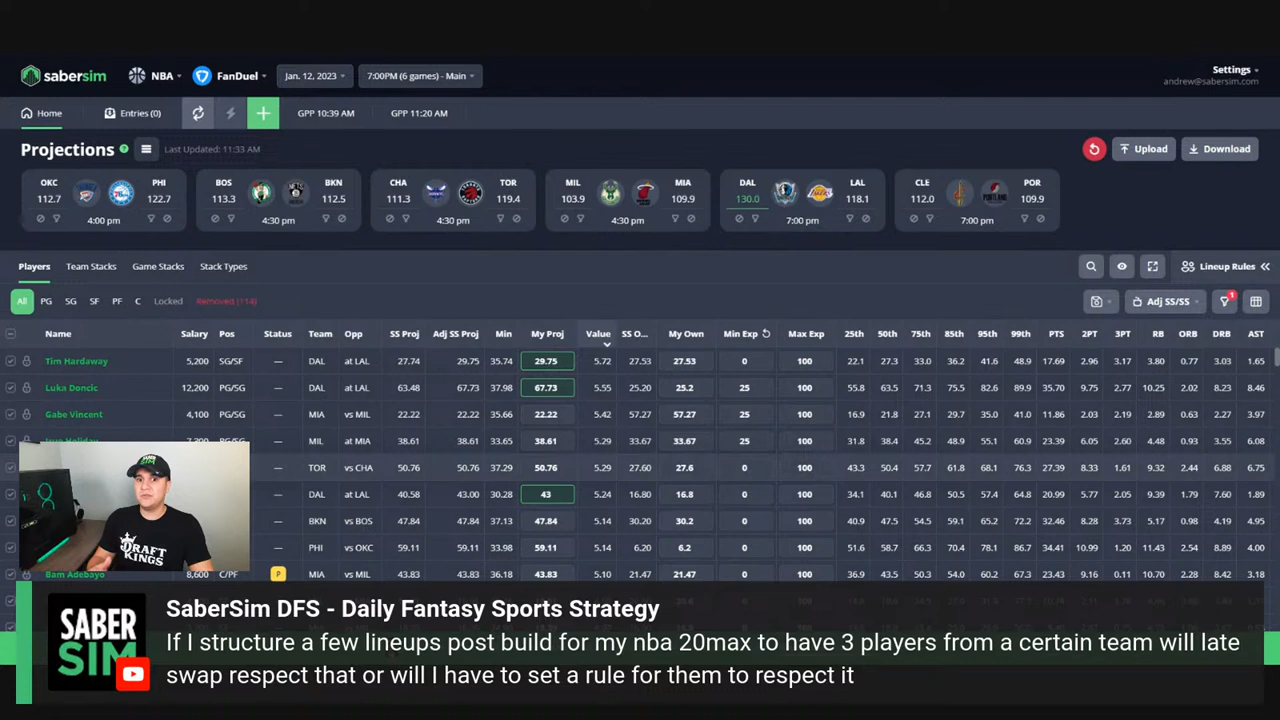 sabersim NBA FanDuel Jan. 12, 2023 7:00PM (6 games) - Main Settings
andrew@sabersim.com
Home Entries (0) + GPP 10:39 AM GPP 11:20 AM
Projections Last Updated: 11:33 AM Upload Download
OKC PHI BOS BKN CHA TOR MIL MIA DAL LAL CLE POR
112.7 122.7 113.3 112.5 111.3 119.4 103.9 109.9 130.0 118.1 112.0 109.9
4:00 pm 4:30 pm 4:30 pm 4:30 pm 7:00 pm 7:00 pm
Players Team Stacks Game Stacks Stack Types Lineup Rules
All PG SG SF PF C Locked Removed (114) Adj SS/SS 1
Name Salary Pos Status Team Opp SS Proj Adj SS Proj Min My Proj Value SS O... My Own Min Exp Max Exp 25th 50th 75th 85th 95th 99th PTS 2PT 3PT RB ORB DRB AST
Tim Hardaway 5,200 SG/SF — DAL at LAL 27.74 29.75 35.74 29.75 5.72 27.53 27.53 0 100 22.1 27.3 33.0 36.2 41.6 48.9 17.69 2.96 3.17 3.80 0.77 3.03 1.65
Luka Doncic 12,200 PG/SG — DAL at LAL 63.48 67.73 37.98 67.73 5.55 25.20 25.2 25 100 55.8 63.5 71.3 75.5 82.6 89.9 35.70 9.75 2.77 10.25 2.02 8.23 8.46
Gabe Vincent 4,100 PG/SG — MIA vs MIL 22.22 22.22 35.66 22.22 5.42 57.27 57.27 25 100 16.9 21.8 27.1 29.7 35.0 41.0 11.86 2.03 2.19 2.89 0.63 2.27 3.97
MIL at MIA 38.61 38.61 33.65 38.61 5.29 33.67 33.67 25 100 31.8 38.4 45.2 48.9 55.1 60.9 23.39 6.05 2.60 4.48 0.93 3.55 6.08
— TOR vs CHA 50.76 50.76 37.29 50.76 5.29 27.60 27.6 0 100 43.3 50.4 57.7 61.8 68.1 76.3 27.39 8.33 1.61 9.32 2.44 6.88 6.75
— DAL at LAL 40.58 43.00 30.28 43 5.24 16.80 16.8 0 100 34.1 40.1 46.8 50.5 57.4 64.8 20.99 5.77 2.05 9.39 1.79 7.60 1.89
— BKN vs BOS 47.84 47.84 37.13 47.84 5.14 30.20 30.2 0 100 40.9 47.5 54.5 59.1 65.2 72.2 32.46 8.28 3.73 5.17 0.98 4.19 4.95
— PHI vs OKC 59.11 59.11 33.98 59.11 5.14 6.20 6.2 0 100 51.6 58.7 66.3 70.4 78.1 86.7 34.41 10.99 1.20 11.43 2.54 8.89 4.00
Bam Adebayo 8,600 C/PF P MIA vs MIL 43.83 43.83 36.18 43.83 5.10 21.47 21.47 0 100 36.9 43.5 50.3 54.0 60.2 67.3 23.43 9.16 0.11 10.70 2.28 8.42 3.18
DRAFT
KINGS
SABER
SIM
SaberSim DFS - Daily Fantasy Sports Strategy
If I structure a few lineups post build for my nba 20max to have 3 players from a certain team will late
swap respect that or will I have to set a rule for them to respect it